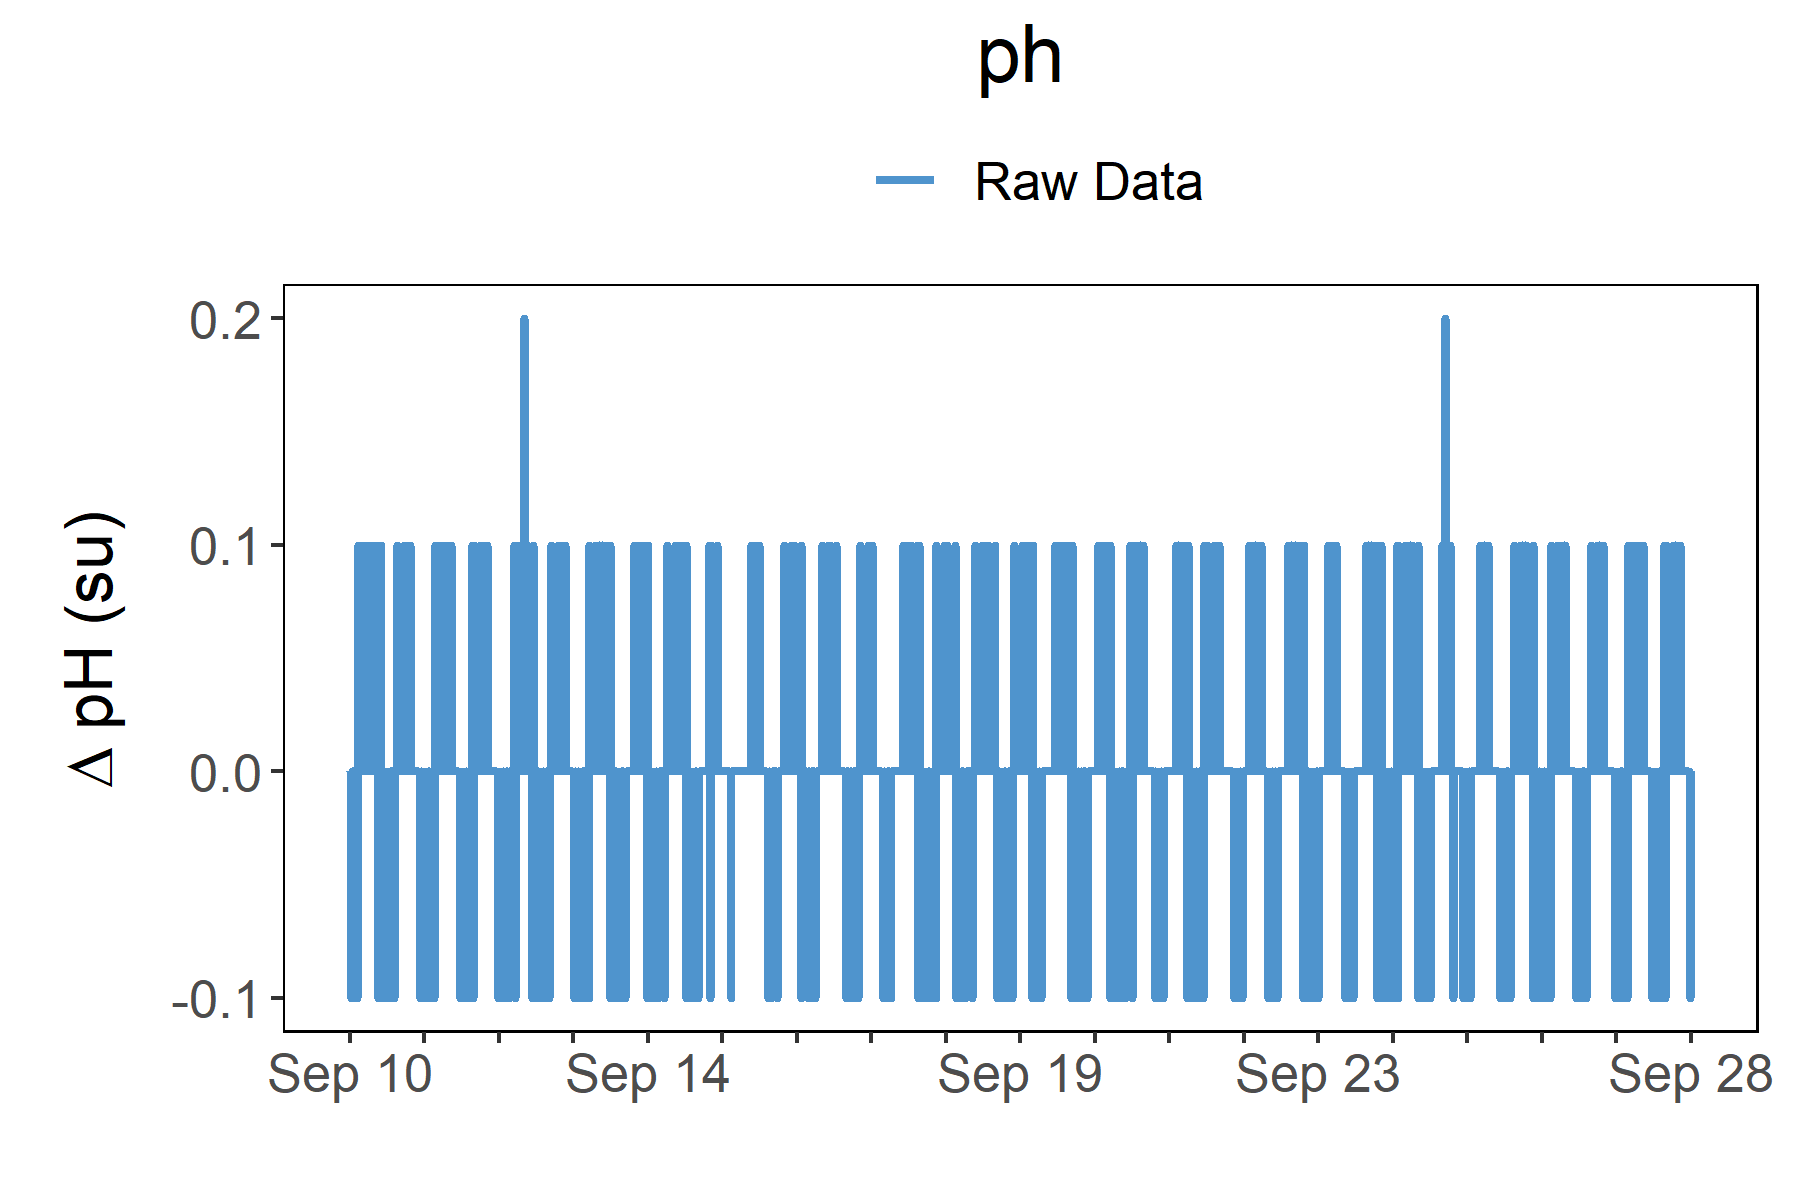 ph
Raw Data
Δ pH (su)
0.2
0.1
0.0
-0.1
Sep 10 Sep 14 Sep 19 Sep 23 Sep 28